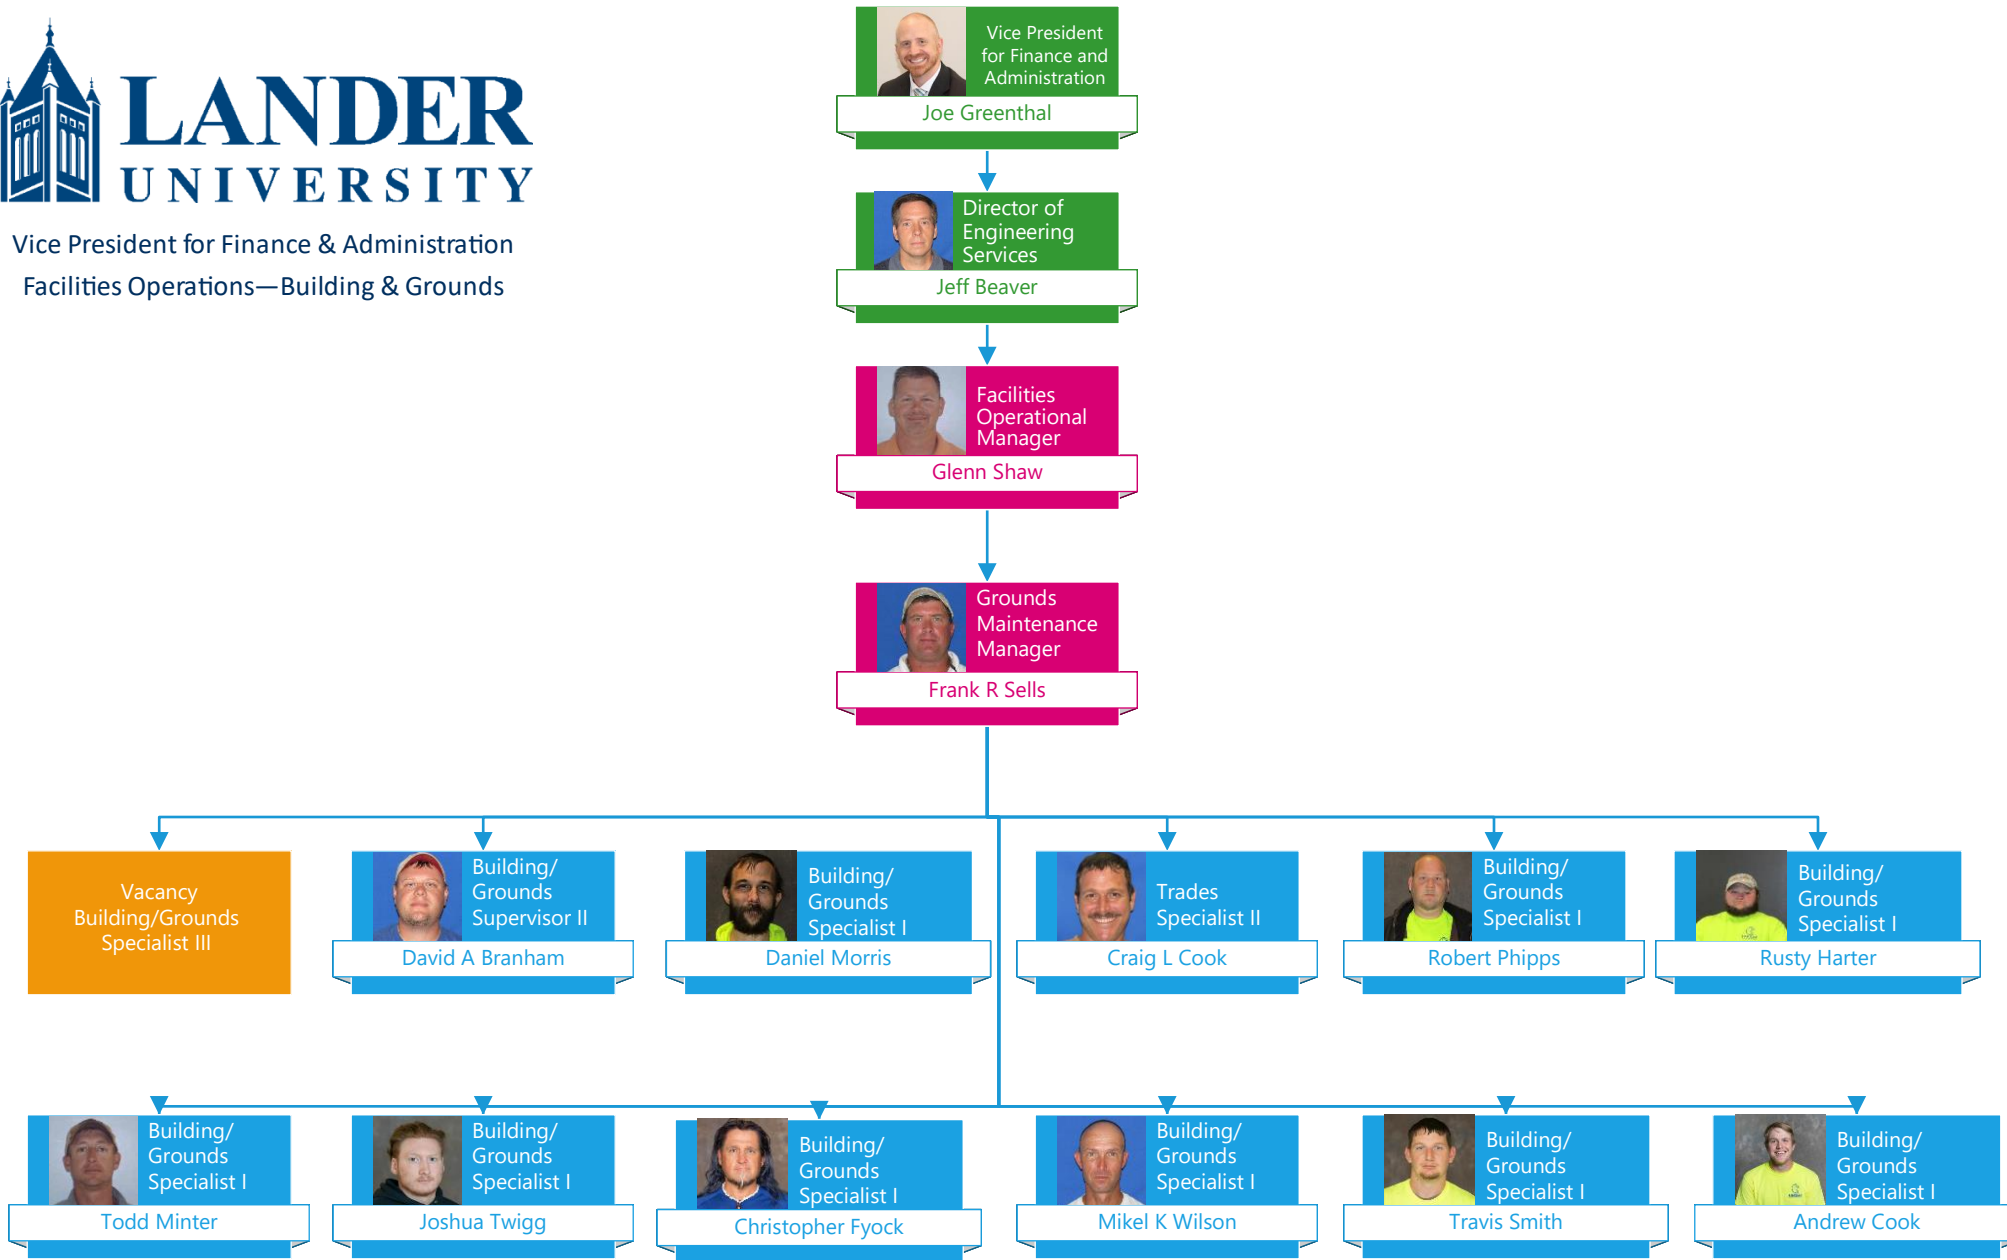 LANDER
UNIVERSITY
Vice President for Finance & Administration
Facilities Operations—Building & Grounds
Vice President
for Finance and
Administration
Joe Greenthal
Director of
Engineering
Services
Jeff Beaver
Facilities
Operational
Manager
Glenn Shaw
Grounds
Maintenance
Manager
Frank R Sells
Vacancy
Building/Grounds
Specialist III
Building/
Grounds
Supervisor II
David A Branham
Building/
Grounds
Specialist I
Daniel Morris
Trades
Specialist II
Craig L Cook
Building/
Grounds
Specialist I
Robert Phipps
Building/
Grounds
Specialist I
Rusty Harter
Building/
Grounds
Specialist I
Todd Minter
Building/
Grounds
Specialist I
Joshua Twigg
Building/
Grounds
Specialist I
Christopher Fyock
Building/
Grounds
Specialist I
Mikel K Wilson
Building/
Grounds
Specialist I
Travis Smith
Building/
Grounds
Specialist I
Andrew Cook